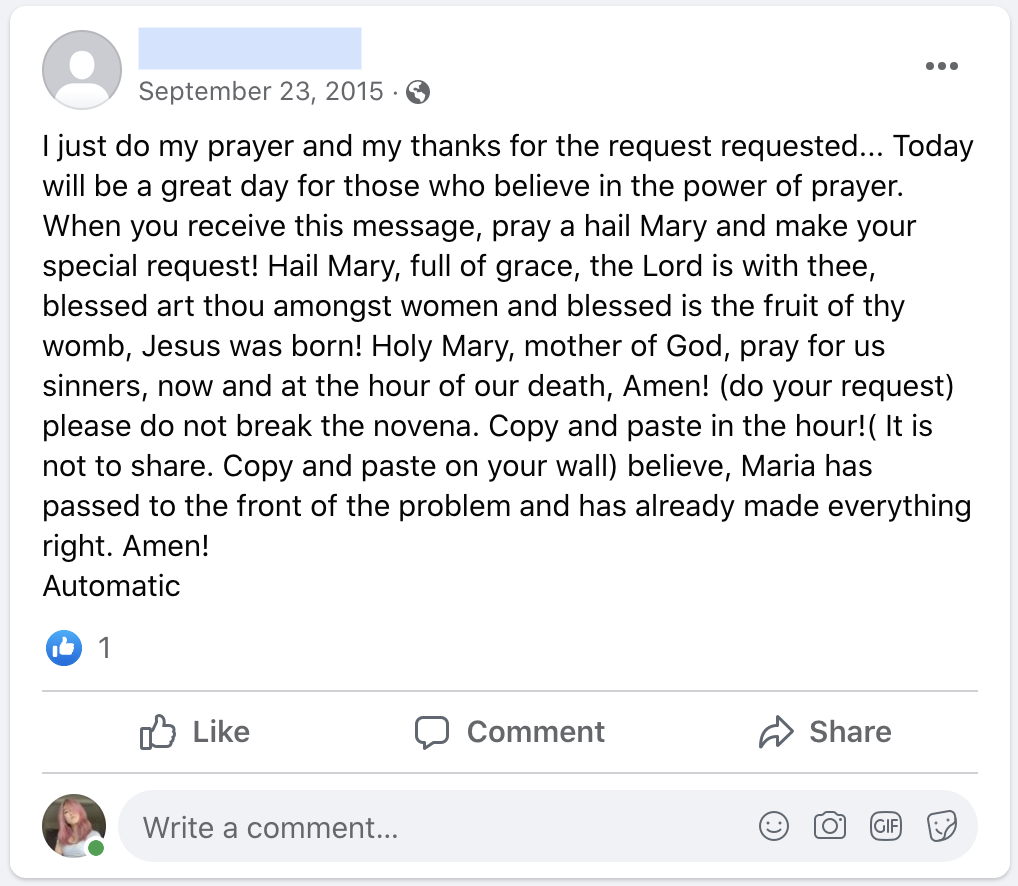 September 23, 2015 ·
I just do my prayer and my thanks for the request requested... Today
will be a great day for those who believe in the power of prayer.
When you receive this message, pray a hail Mary and make your
special request! Hail Mary, full of grace, the Lord is with thee,
blessed art thou amongst women and blessed is the fruit of thy
womb, Jesus was born! Holy Mary, mother of God, pray for us
sinners, now and at the hour of our death, Amen! (do your request)
please do not break the novena. Copy and paste in the hour!( It is
not to share. Copy and paste on your wall) believe, Maria has
passed to the front of the problem and has already made everything
right. Amen!
Automatic
1
Like Comment Share
Write a comment... GIF